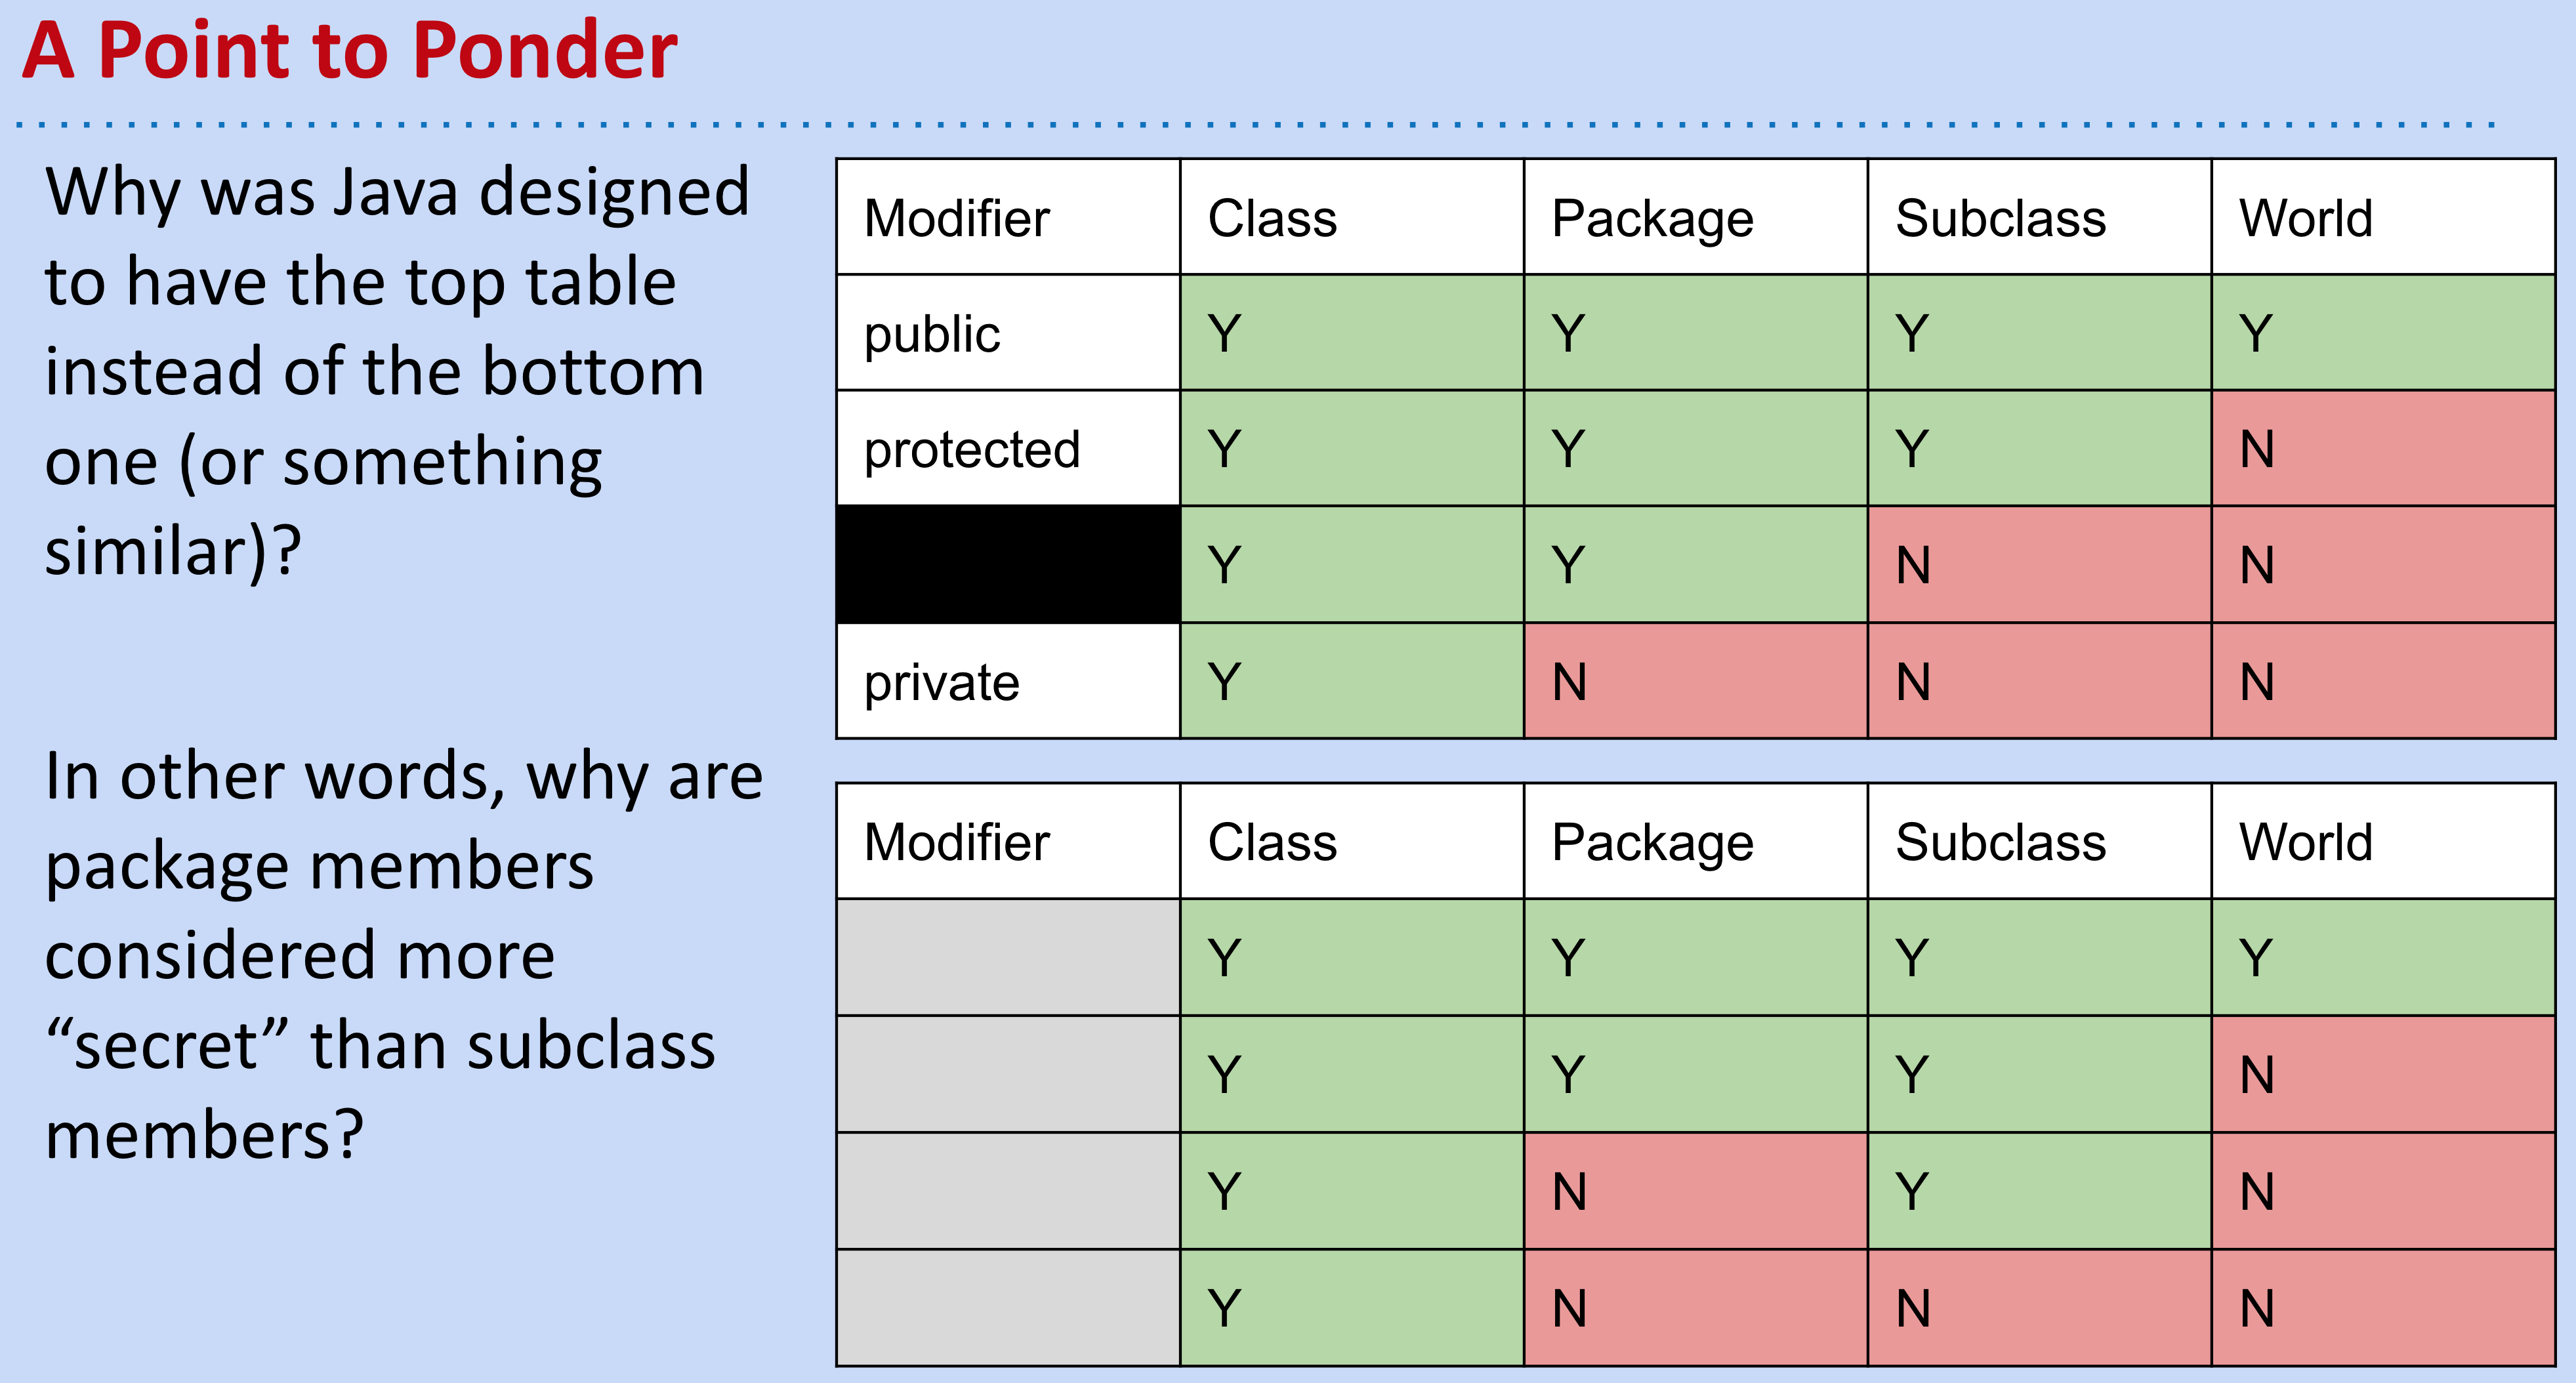 A Point to Ponder
Why was Java designed
to have the top table
instead of the bottom
one (or something
similar)?
In other words, why are
package members
considered more
“secret” than subclass
members?
Modifier Class Package Subclass World
public Y Y Y Y
protected Y Y Y N
Y Y N N
private Y N N N
Modifier Class Package Subclass World
Y Y Y Y
Y Y Y N
Y N Y N
Y N N N